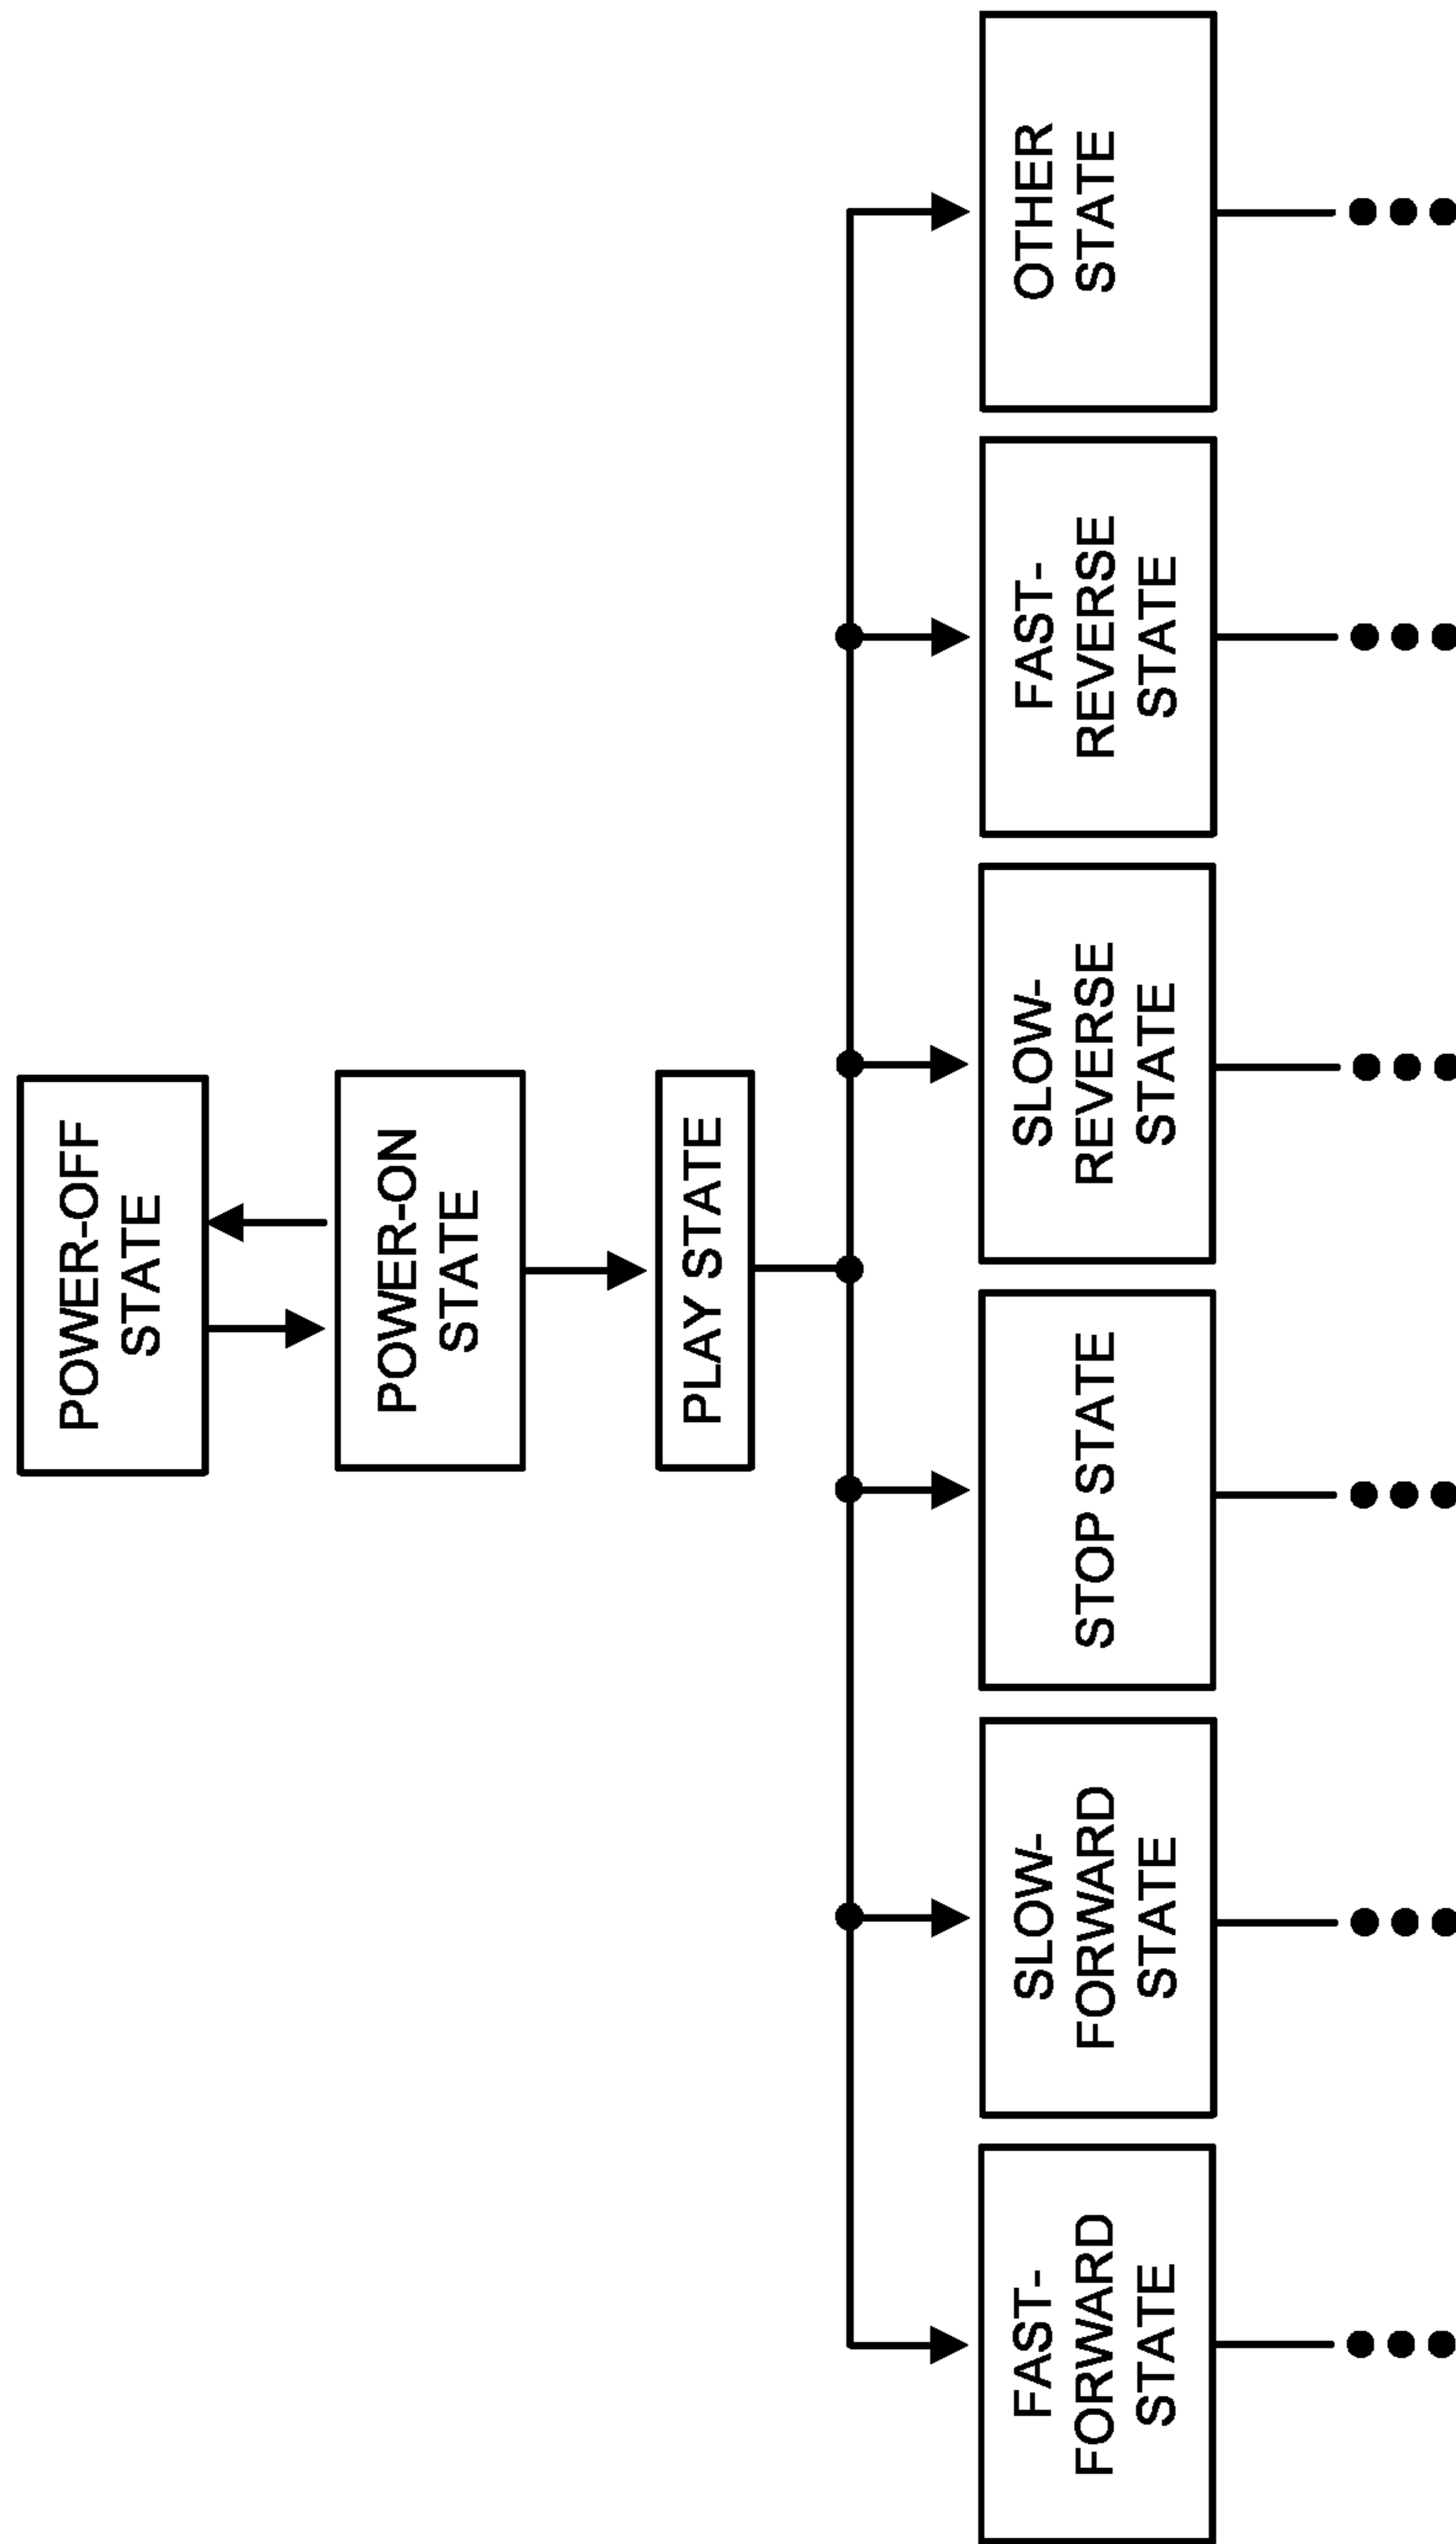 POWER-OFF
STATE
POWER-ON
STATE
PLAY STATE
FAST-
FORWARD
STATE
SLOW-
FORWARD
STATE
STOP STATE
SLOW-
REVERSE
STATE
FAST-
REVERSE
STATE
OTHER
STATE